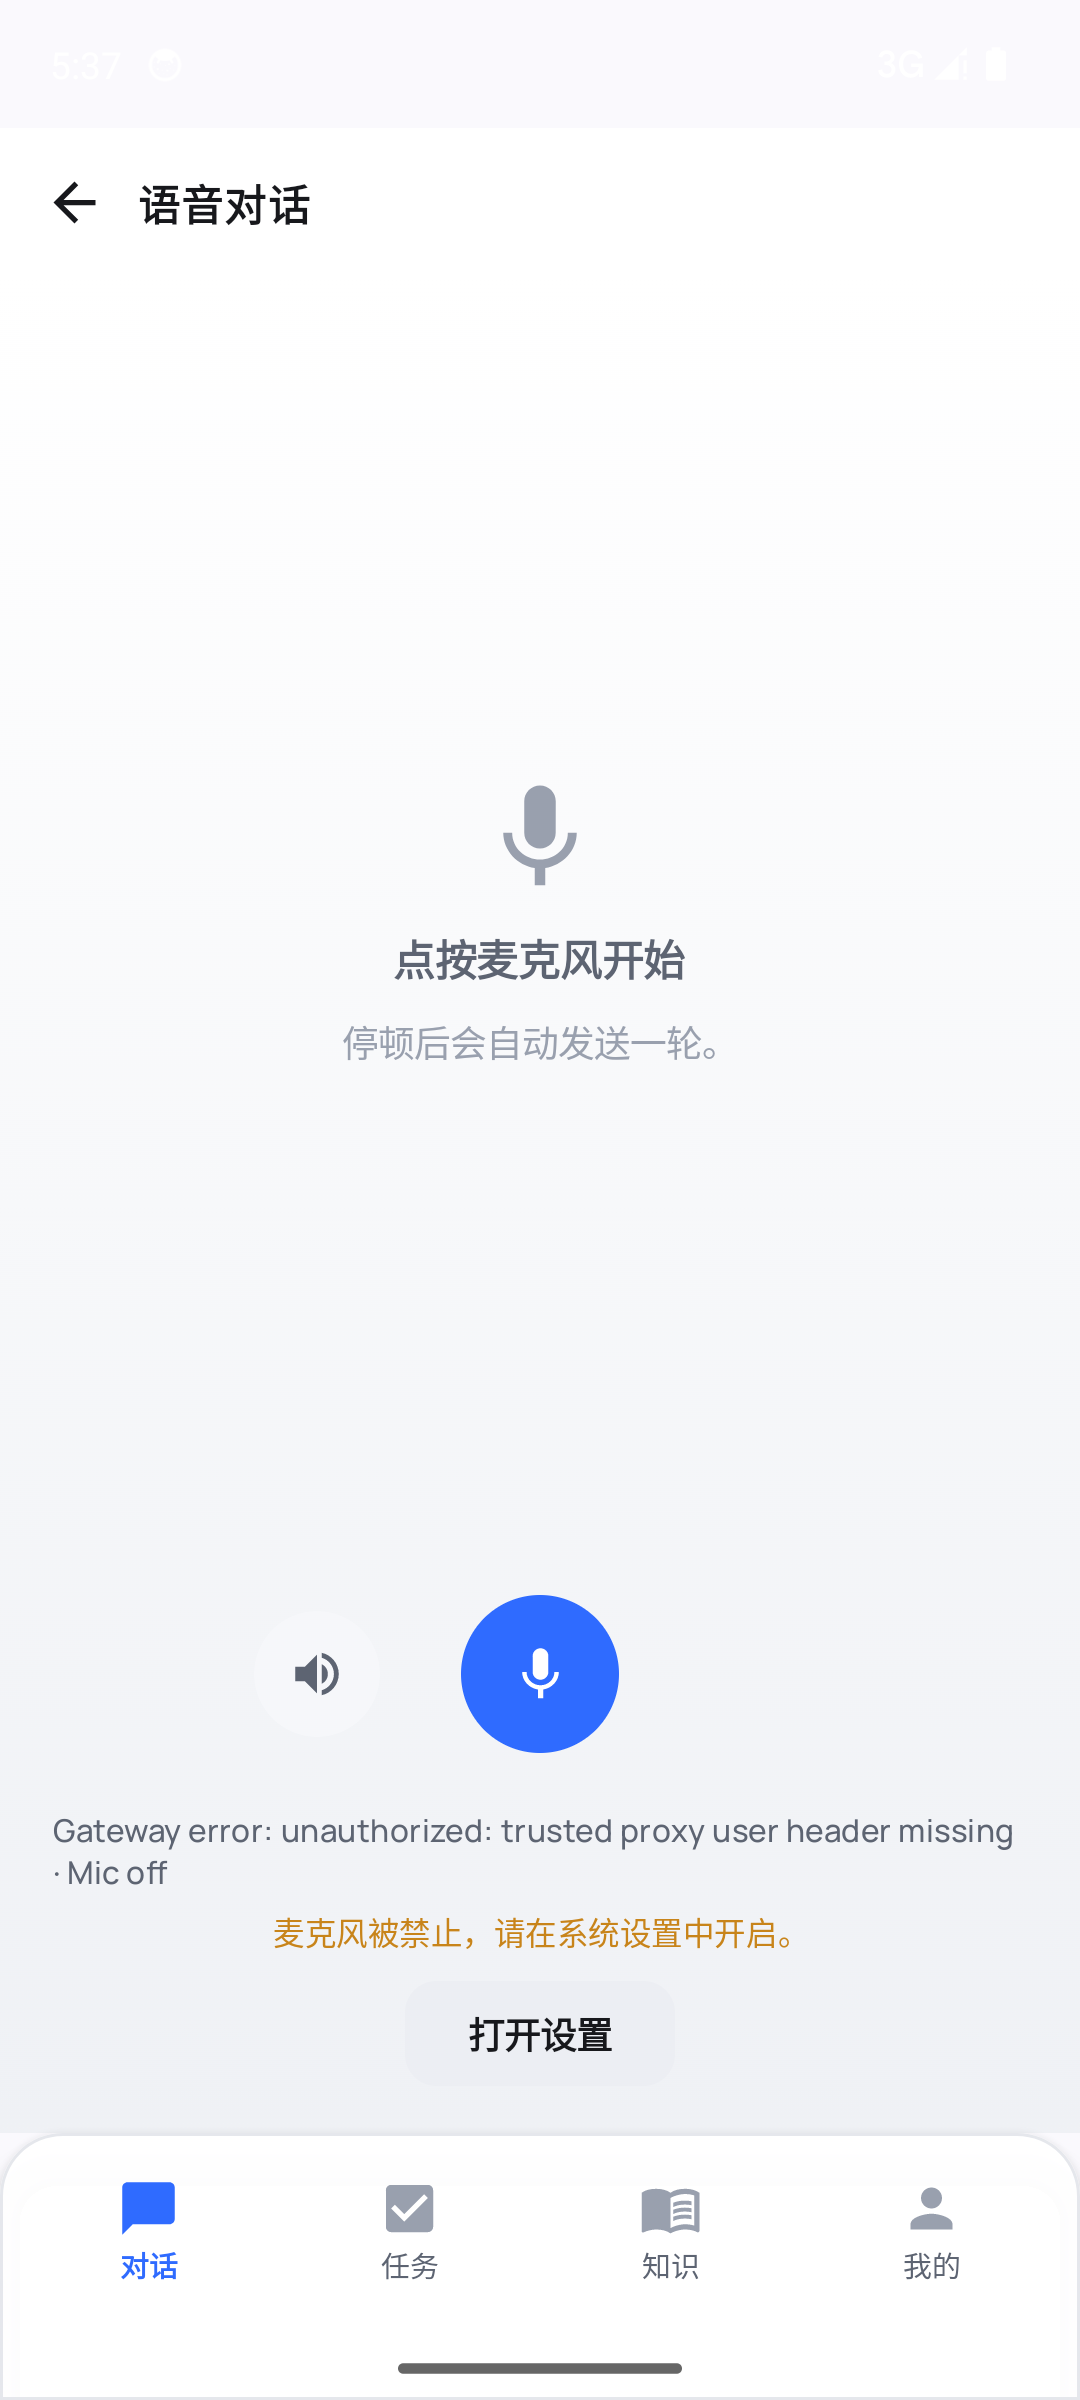 5:37
3G
语音对话
点按麦克风开始
停顿后会自动发送一轮。
Gateway error: unauthorized: trusted proxy user header missing
· Mic off
麦克风被禁止，请在系统设置中开启。
打开设置
对话
任务
知识
我的